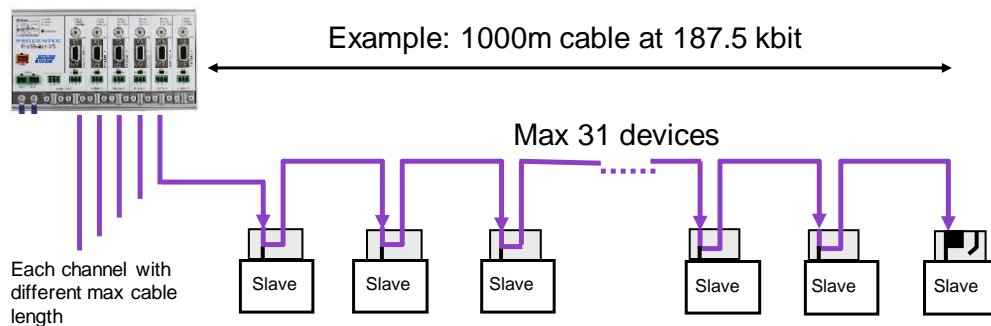 PROCENTEC
Example: 1000m cable at 187.5 kbit
Max 31 devices
Each channel with
different max cable
length
Slave
Slave
Slave
Slave
Slave
Slave